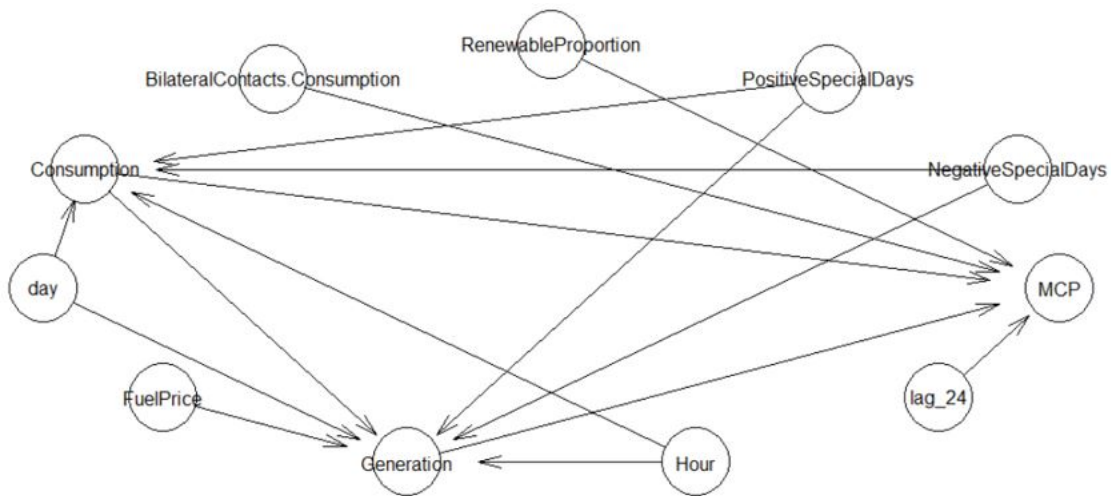 RenewableProportion
BilateralContacts.Consumption
PositiveSpecialDays
Consumption
NegativeSpecialDays
day
MCP
FuelPrice
lag_24
Generation
Hour